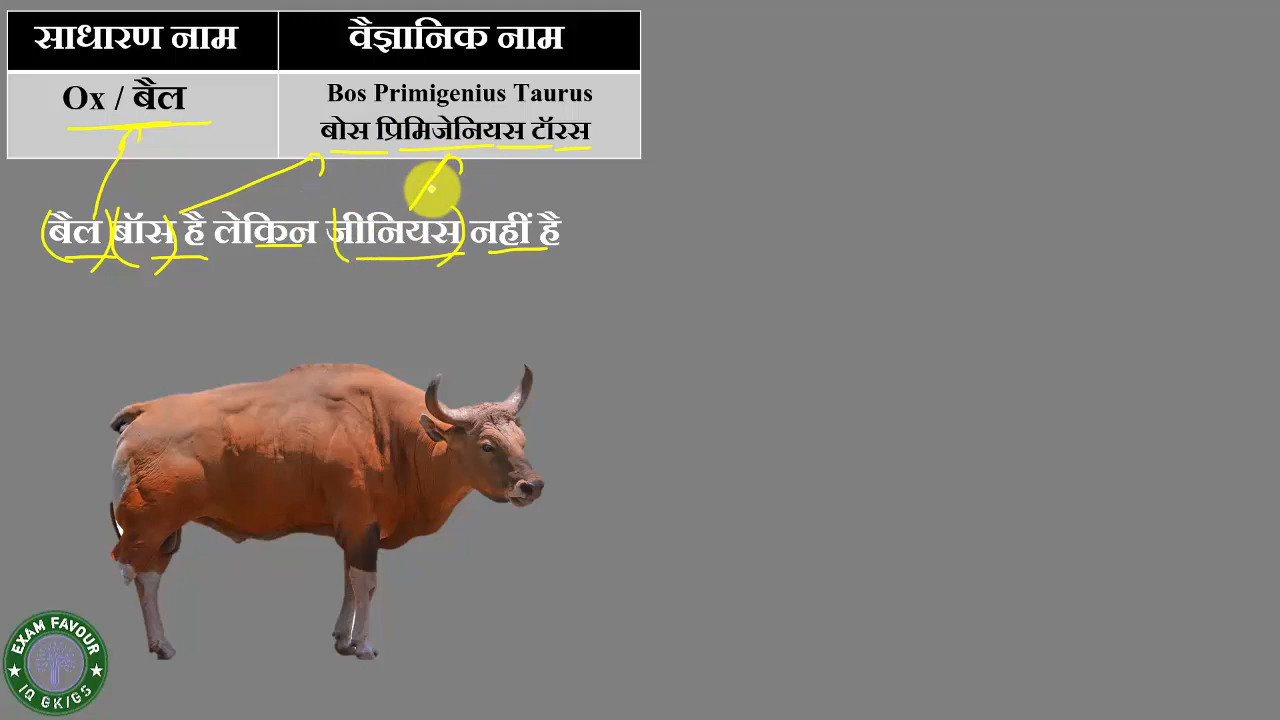 साधारण नाम
वैज्ञानिक नाम
Ox / बैल
Bos Primigenius Taurus
बोस प्रिमिजेनियस टॉरस
बैल बॉस है लेकिन जीनियस नहीं है
EXAM FAVOUR
IQ GK/GS